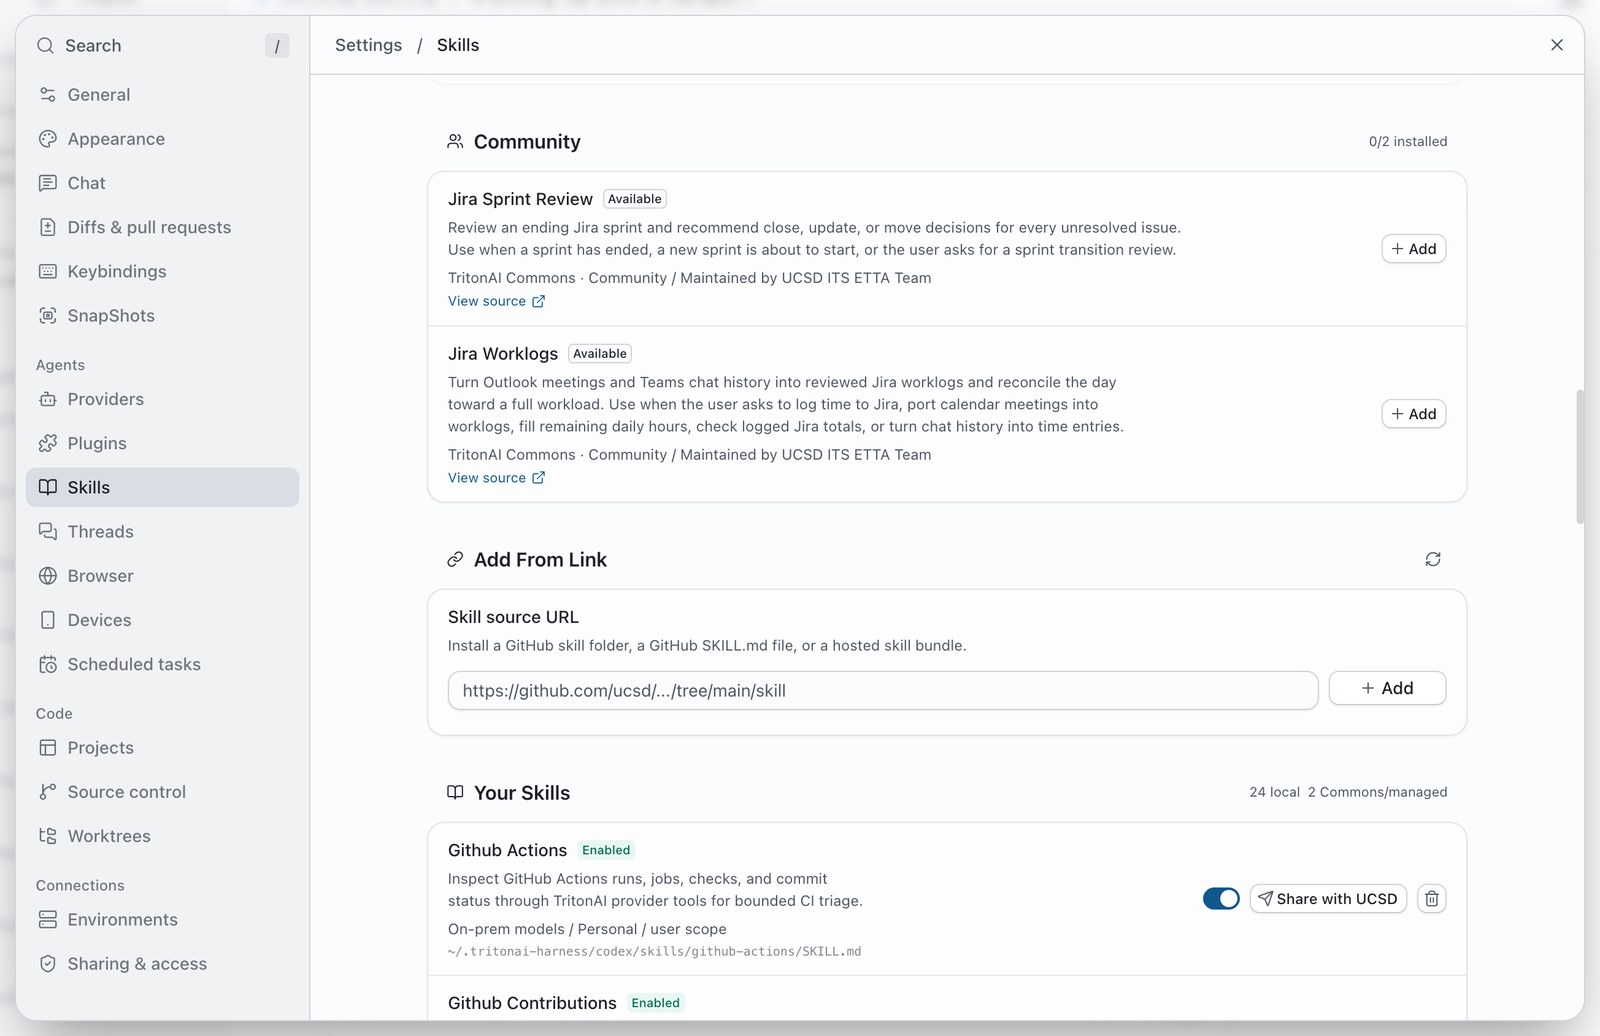 Search
/
General
Appearance
Chat
Diffs & pull requests
Keybindings
SnapShots
Agents
Providers
Plugins
Skills
Threads
Browser
Devices
Scheduled tasks
Code
Projects
Source control
Worktrees
Connections
Environments
Sharing & access
Settings / Skills
Community
0/2 installed
Jira Sprint Review Available
Review an ending Jira sprint and recommend close, update, or move decisions for every unresolved issue.
Use when a sprint has ended, a new sprint is about to start, or the user asks for a sprint transition review.
TritonAI Commons · Community / Maintained by UCSD ITS ETTA Team
View source
+ Add
Jira Worklogs Available
Turn Outlook meetings and Teams chat history into reviewed Jira worklogs and reconcile the day
toward a full workload. Use when the user asks to log time to Jira, port calendar meetings into
worklogs, fill remaining daily hours, check logged Jira totals, or turn chat history into time entries.
TritonAI Commons · Community / Maintained by UCSD ITS ETTA Team
View source
+ Add
Add From Link
Skill source URL
Install a GitHub skill folder, a GitHub SKILL.md file, or a hosted skill bundle.
https://github.com/ucsd/.../tree/main/skill
+ Add
Your Skills
24 local 2 Commons/managed
Github Actions Enabled
Inspect GitHub Actions runs, jobs, checks, and commit
status through TritonAI provider tools for bounded CI triage.
On-prem models / Personal / user scope
~/.tritonai-harness/codex/skills/github-actions/SKILL.md
Share with UCSD
Github Contributions Enabled